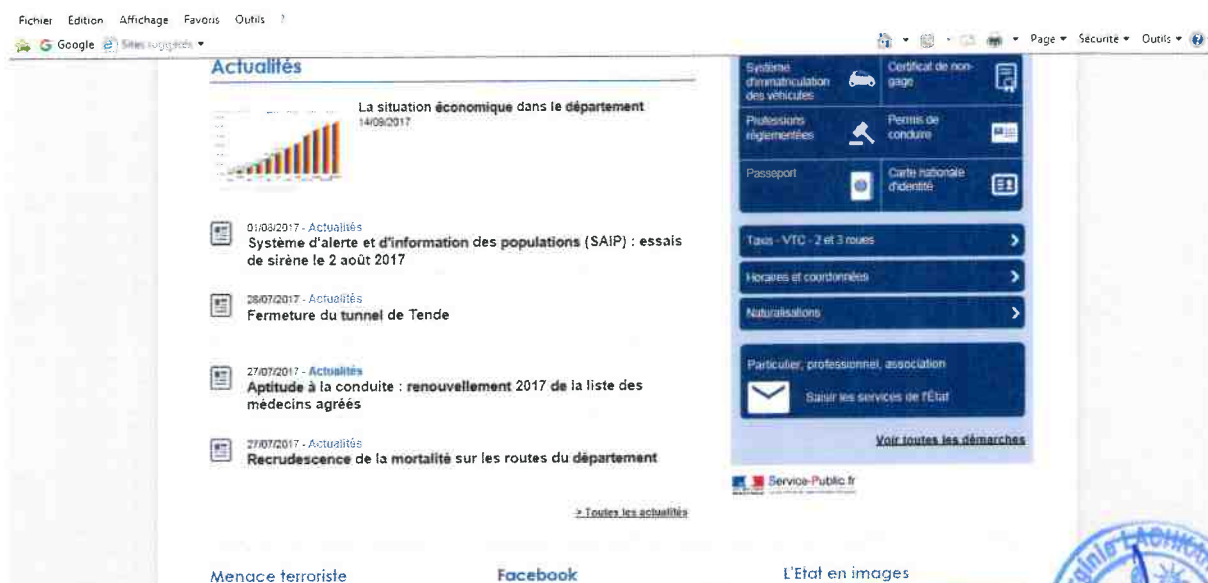 Fichier Edition Affichage Favoris Outils ?
Google Sites suggérés
Page Sécurité Outils
Actualités
La situation économique dans le département
14/09/2017
01/08/2017 - Actualités
Système d'alerte et d'information des populations (SAIP) : essais
de sirène le 2 août 2017
28/07/2017 - Actualités
Fermeture du tunnel de Tende
27/07/2017 - Actualités
Aptitude à la conduite : renouvellement 2017 de la liste des
médecins agréés
27/07/2017 - Actualités
Recrudescence de la mortalité sur les routes du département
> Toutes les actualités
Système
d'immatriculation
des véhicules
Certificat de non-
gage
Professions
réglementées
Permis de
conduire
Passeport
Carte nationale
d'identité
Taxis - VTC - 2 et 3 roues
Horaires et coordonnées
Naturalisations
Particulier, professionnel, association
Saisir les services de l'État
Voir toutes les démarches
Service-Public.fr
Menace terroriste
Facebook
L'Etat en images